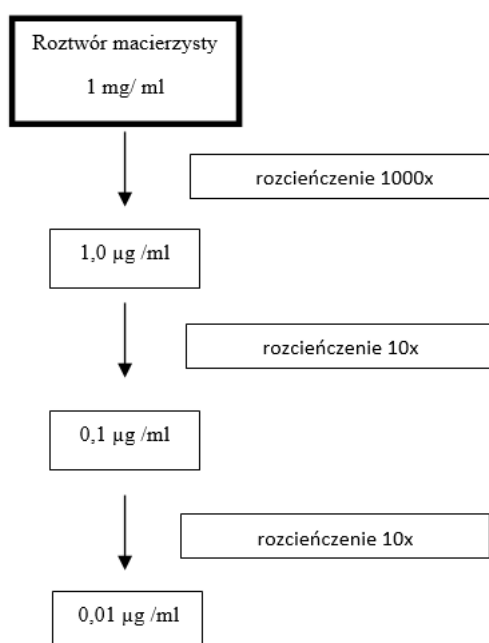 Roztwór macierzysty
1 mg/ ml
rozcieńczenie 1000x
1,0 µg /ml
rozcieńczenie 10x
0,1 µg /ml
rozcieńczenie 10x
0,01 µg /ml